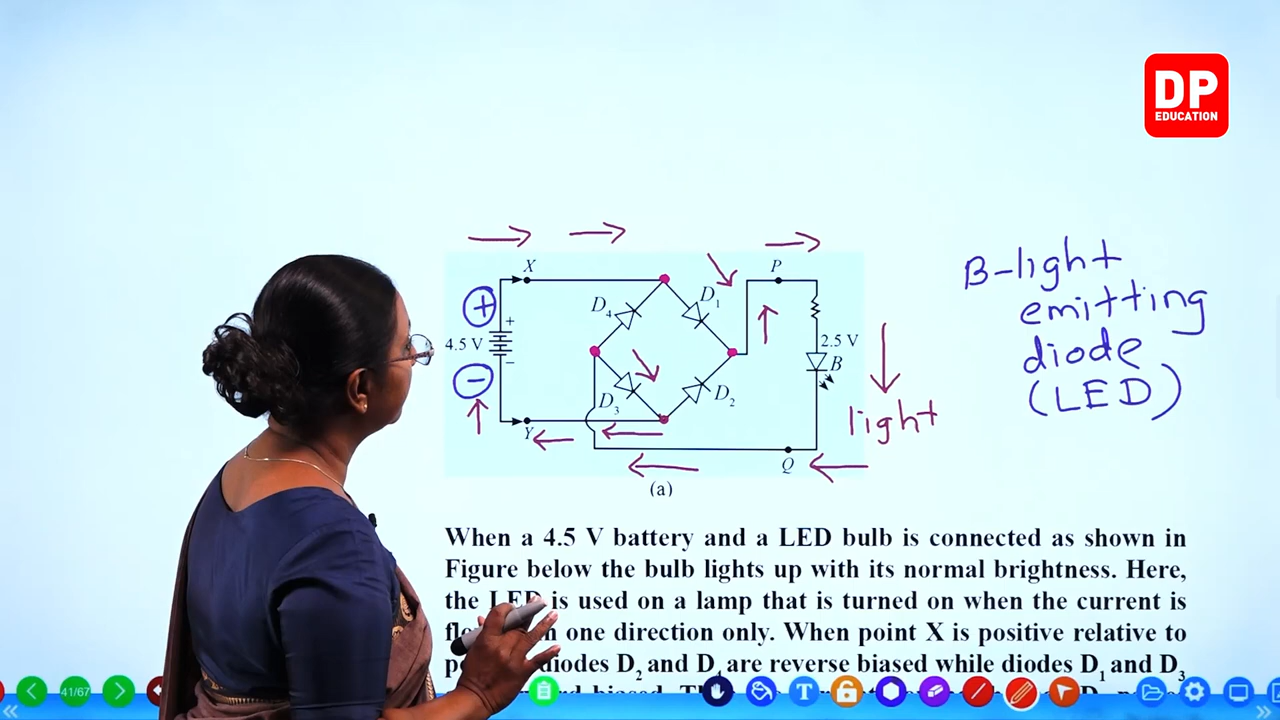 DP
EDUCATION
X
P
D4
D1
+
+
4.5 V
−
−
2.5 V
B
D3
D2
Y
Q
light
(a)
B-light
emitting
diode
(LED)
When a 4.5 V battery and a LED bulb is connected as shown in
Figure below the bulb lights up with its normal brightness. Here,
the LED is used on a lamp that is turned on when the current is
one direction only. When point X is positive relative to
diodes D2 and D4 are reverse biased while diodes D1 and D3
41/67
T